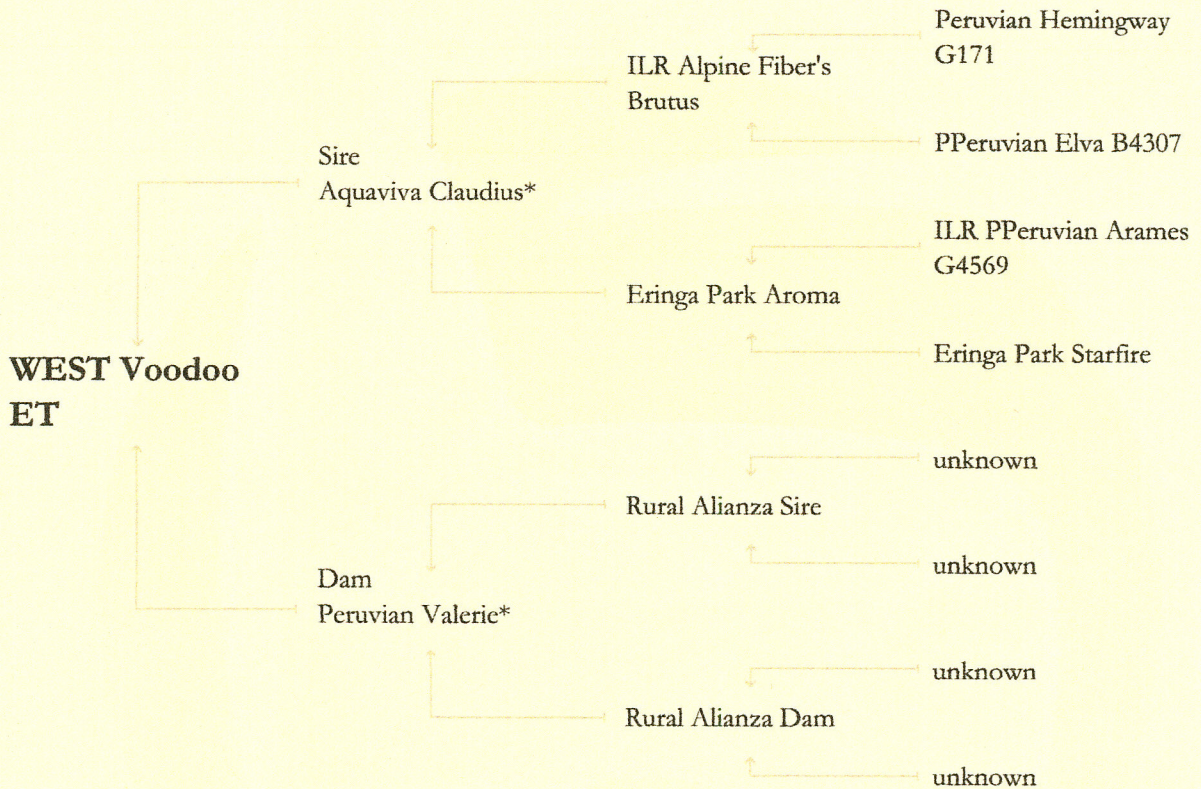 Peruvian Hemingway
G171
ILR Alpine Fiber's
Brutus
PPeruvian Elva B4307
Sire
Aquaviva Claudius*
ILR PPeruvian Arames
G4569
Eringa Park Aroma
Eringa Park Starfire
WEST Voodoo
ET
unknown
Rural Alianza Sire
unknown
Dam
Peruvian Valerie*
unknown
Rural Alianza Dam
unknown